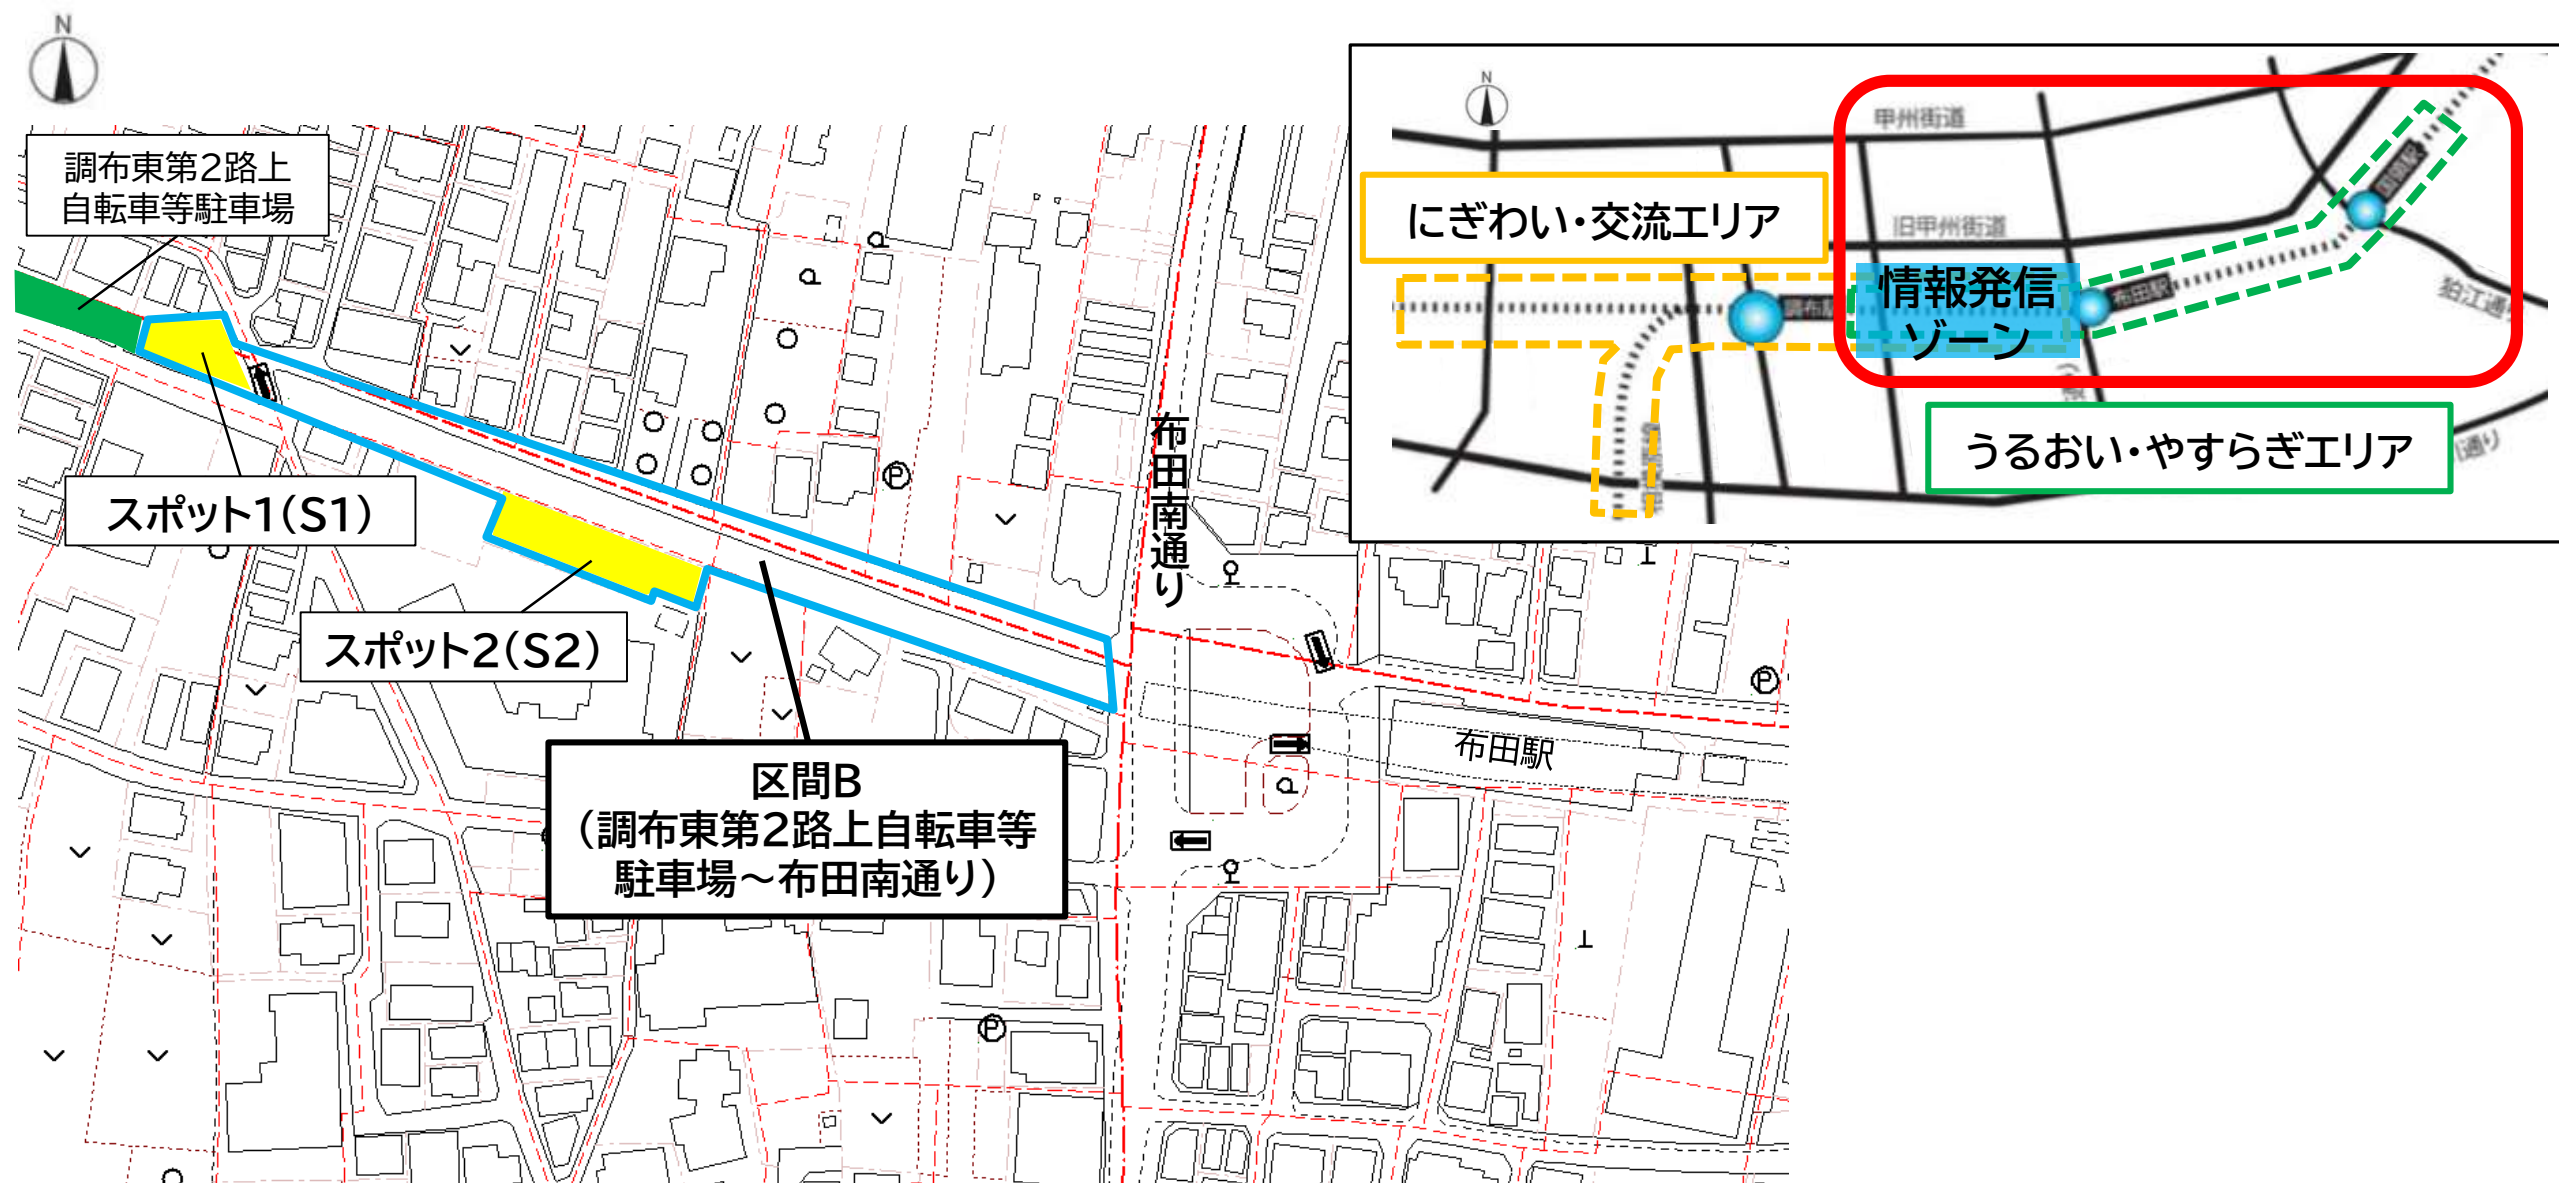 N
調布東第2路上
自転車等駐車場
スポット1(S1)
スポット2(S2)
区間B
(調布東第2路上自転車等
駐車場～布田南通り)
布田南通り
布田駅
P
P
P
N
甲州街道
旧甲州街道
にぎわい・交流エリア
情報発信
ゾーン
布田駅
国領駅
狛江通り
うるおい・やすらぎエリア